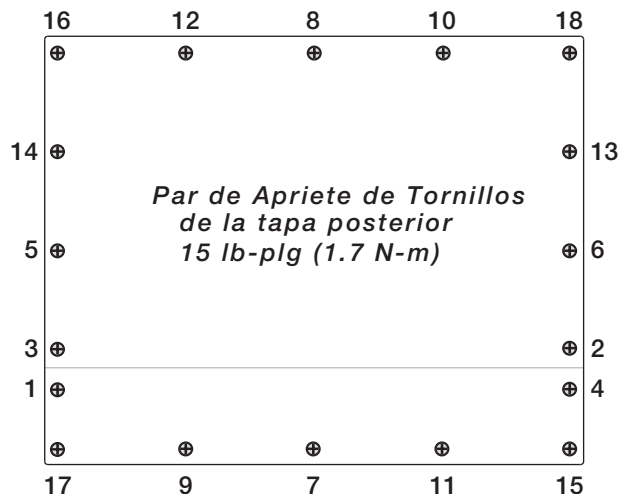 16 12 8 10 18
14 13
Par de Apriete de Tornillos
de la tapa posterior
15 lb-plg (1.7 N-m)
5 6
3 2
1 4
17 9 7 11 15